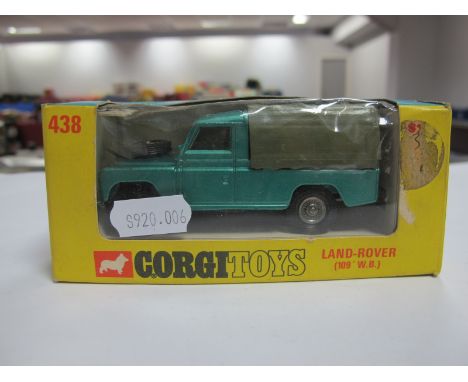 438
S920.006
CORGI TOYS
LAND-ROVER
(109" W.B.)